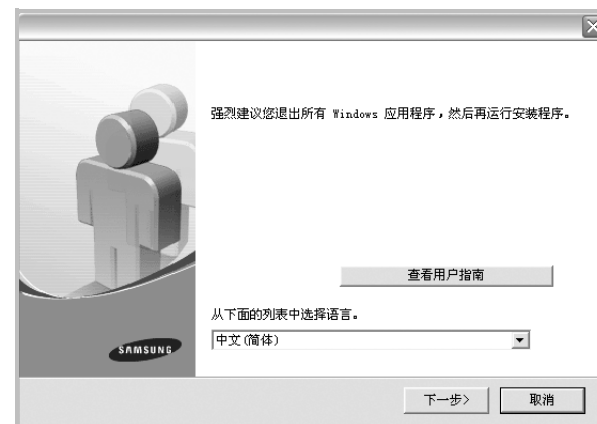 强烈建议您退出所有 Windows 应用程序，然后再运行安装程序。
查看用户指南
从下面的列表中选择语言。
中文(简体)
SAMSUNG
下一步>
取消